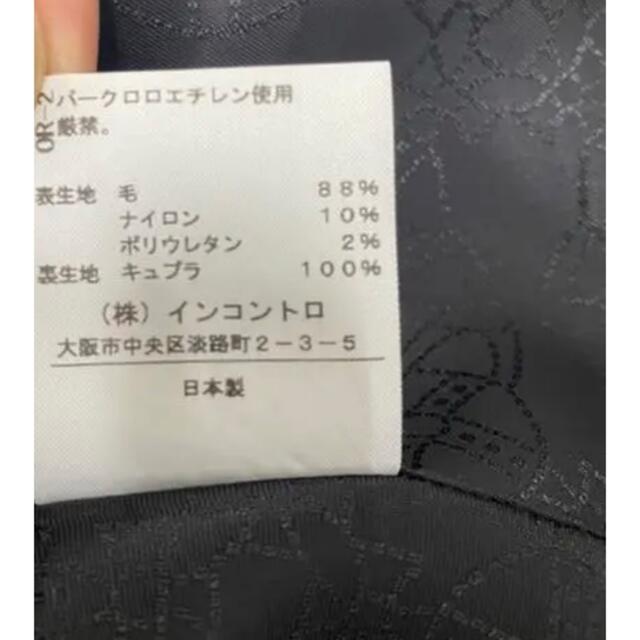 OR-2
パークロロエチレン使用
厳禁。
表生地 毛 88%
ナイロン 10%
ポリウレタン 2%
裏生地 キュプラ 100%
(株)インコントロ
大阪市中央区淡路町2-3-5
日本製